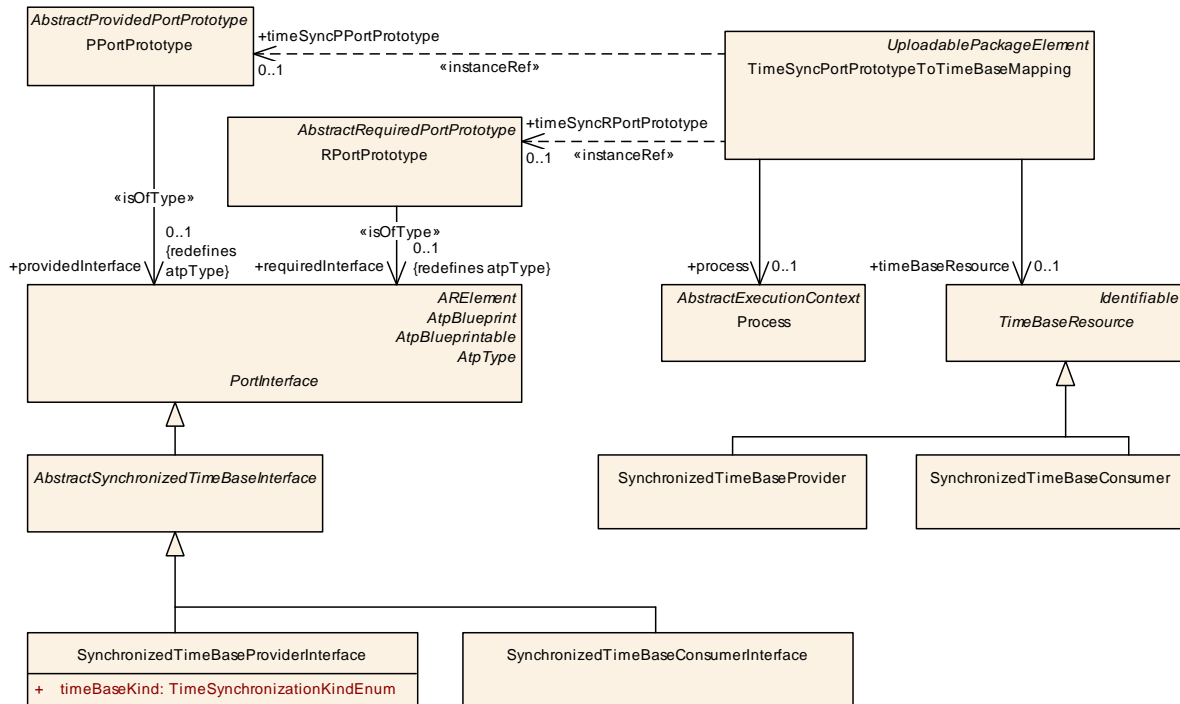 AbstractProvidedPortPrototype
PPortPrototype
+timeSyncPPortPrototype
0..1
«instanceRef»
UploadablePackageElement
TimeSyncPortPrototypeToTimeBaseMapping
AbstractRequiredPortPrototype
RPortPrototype
+timeSyncRPortPrototype
0..1
«instanceRef»
«isOfType»
0..1
{redefines
atpType}
+providedInterface
«isOfType»
0..1
{redefines atpType}
+requiredInterface
+process
0..1
+timeBaseResource
0..1
ARElement
AtpBlueprint
AtpBlueprintable
AtpType
PortInterface
AbstractExecutionContext
Process
Identifiable
TimeBaseResource
AbstractSynchronizedTimeBaseInterface
SynchronizedTimeBaseProvider
SynchronizedTimeBaseConsumer
SynchronizedTimeBaseProviderInterface
+ timeBaseKind: TimeSynchronizationKindEnum
SynchronizedTimeBaseConsumerInterface